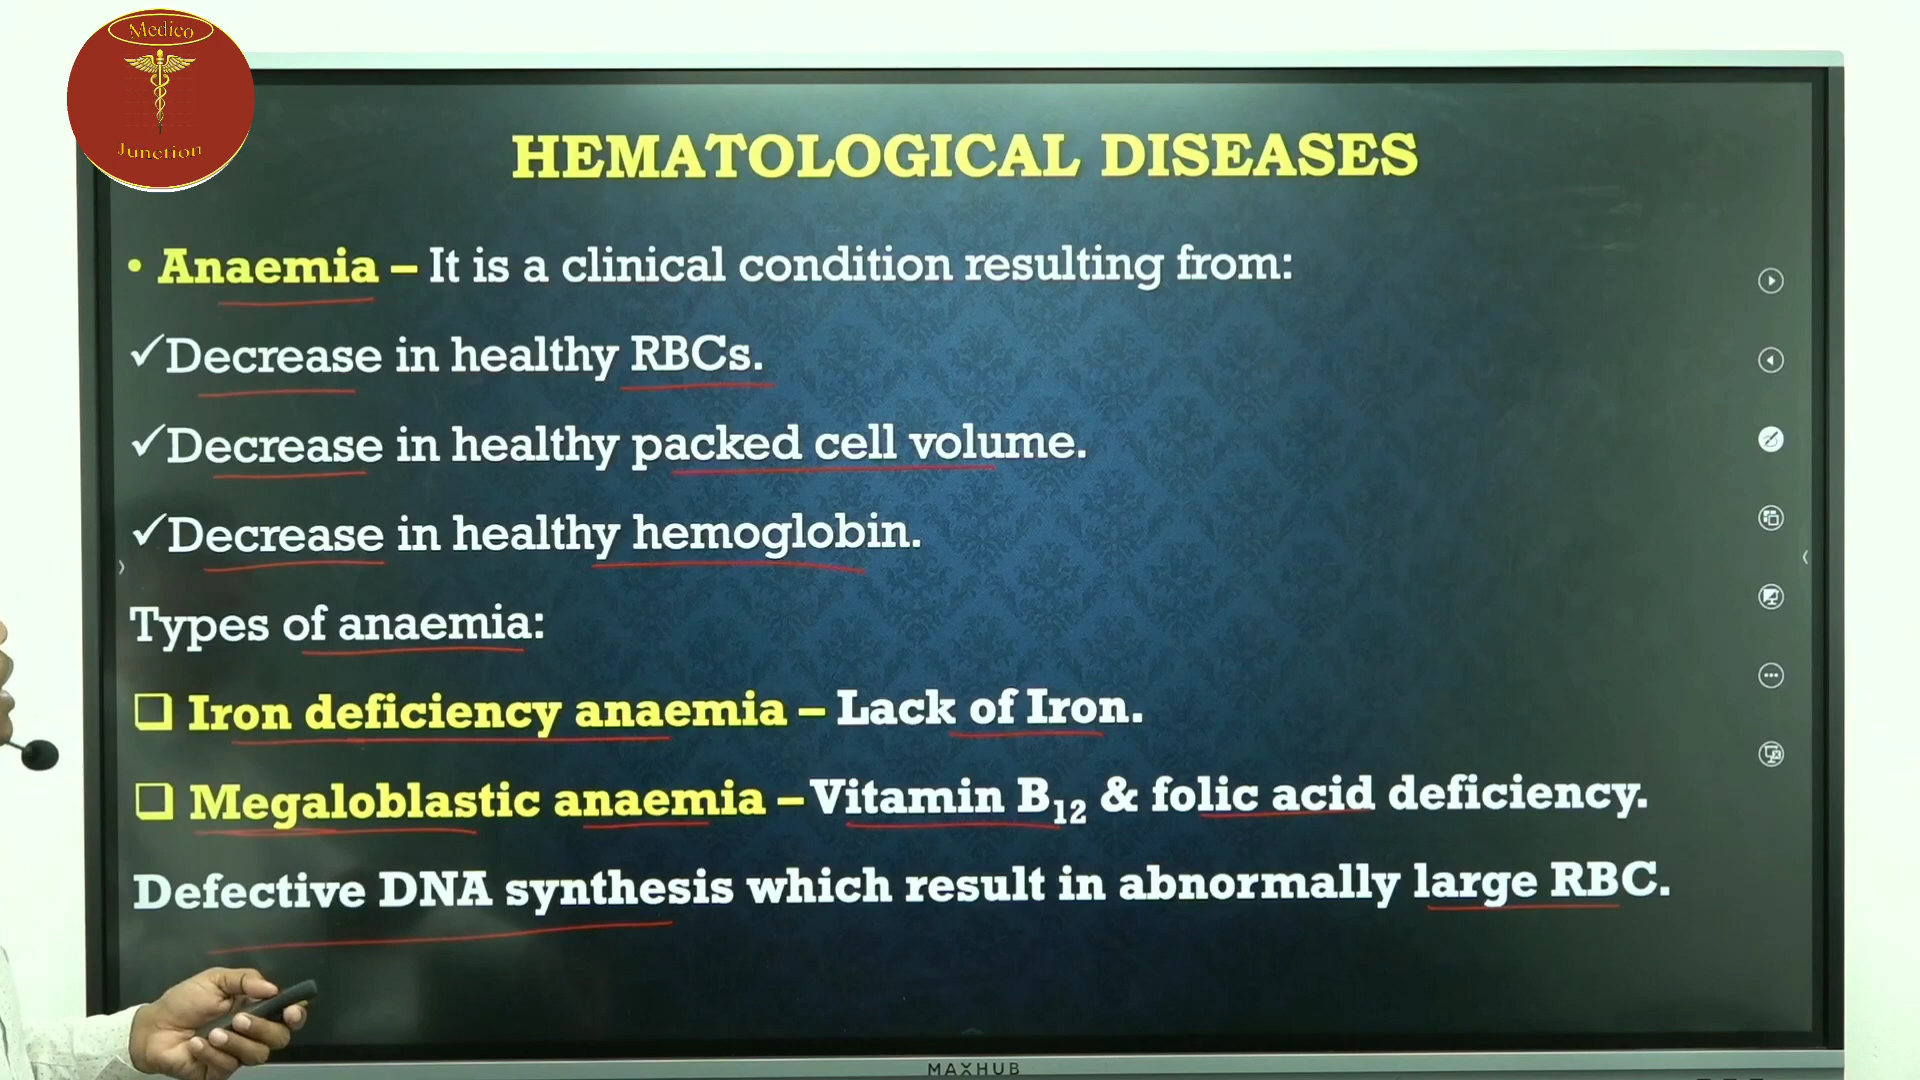 Medico
Junction
HEMATOLOGICAL DISEASES
• Anaemia – It is a clinical condition resulting from:
✓Decrease in healthy RBCs.
✓Decrease in healthy packed cell volume.
✓Decrease in healthy hemoglobin.
Types of anaemia:
❑ Iron deficiency anaemia – Lack of Iron.
❑ Megaloblastic anaemia – Vitamin B₁₂ & folic acid deficiency.
Defective DNA synthesis which result in abnormally large RBC.
MAXHUB